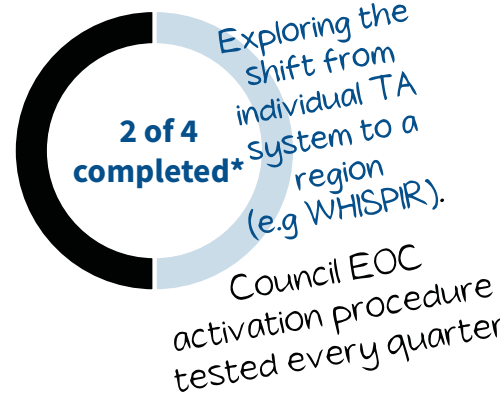 2 of 4
completed*
Exploring the
shift from
individual TA
system to a
region
(e.g WHISPIR).
Council EOC
activation procedure
tested every quarter